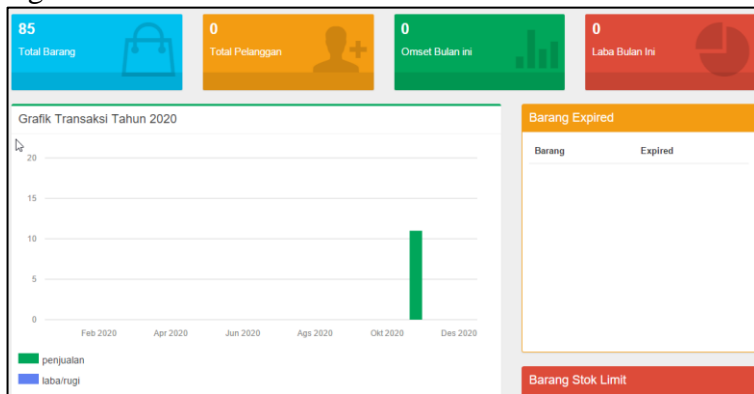 85
Total Barang
0
Total Pelanggan
0
Omset Bulan ini
0
Laba Bulan Ini
Grafik Transaksi Tahun 2020
20
15
10
5
0
Feb 2020 Apr 2020 Jun 2020 Ags 2020 Okt 2020 Des 2020
penjualan
laba/rugi
Barang Expired
Barang Expired
Barang Stok Limit